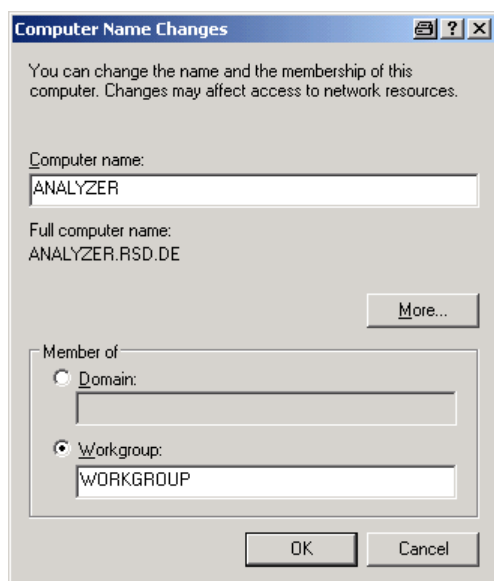 Computer Name Changes
?
You can change the name and the membership of this
computer. Changes may affect access to network resources.
Computer name:
ANALYZER
Full computer name:
ANALYZER.RSD.DE
More...
Member of
Domain:
Workgroup:
WORKGROUP
OK
Cancel